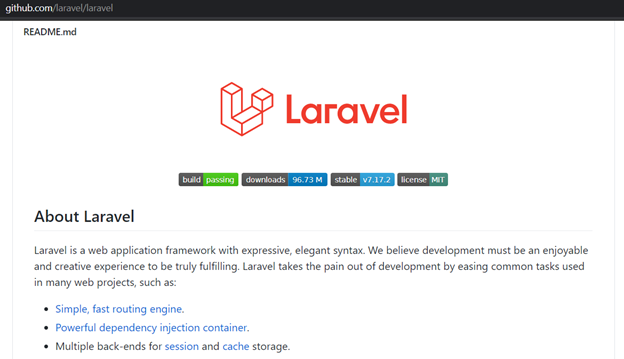 github.com/laravel/laravel
README.md
Laravel
build passing downloads 96.73 M stable v7.17.2 license MIT
About Laravel
Laravel is a web application framework with expressive, elegant syntax. We believe development must be an enjoyable
and creative experience to be truly fulfilling. Laravel takes the pain out of development by easing common tasks used
in many web projects, such as:
• Simple, fast routing engine.
• Powerful dependency injection container.
• Multiple back-ends for session and cache storage.